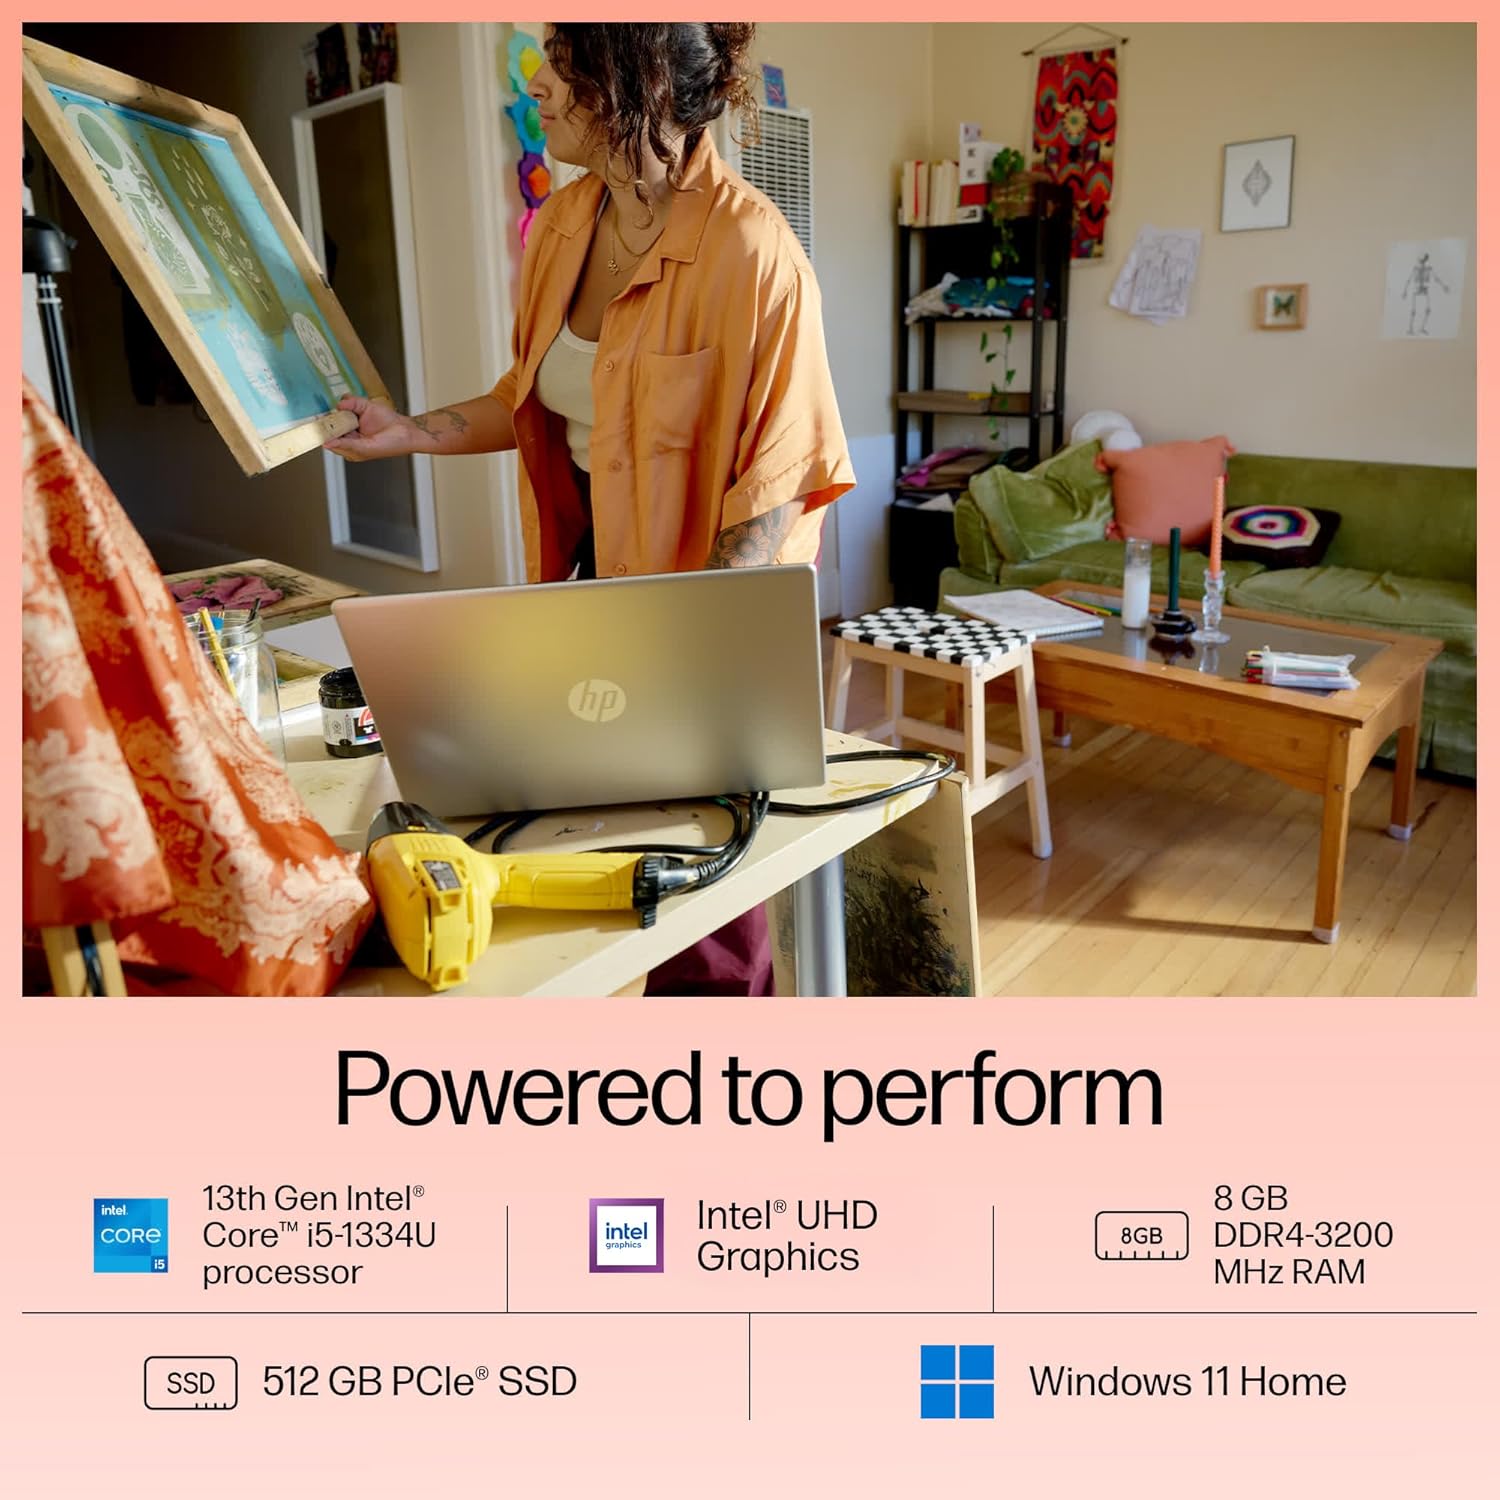 hp
Powered to perform
intel.
CORE
i5
13th Gen Intel®
Core™ i5-1334U
processor
intel
graphics
Intel® UHD
Graphics
8GB
8 GB
DDR4-3200
MHz RAM
SSD
512 GB PCIe® SSD
Windows 11 Home